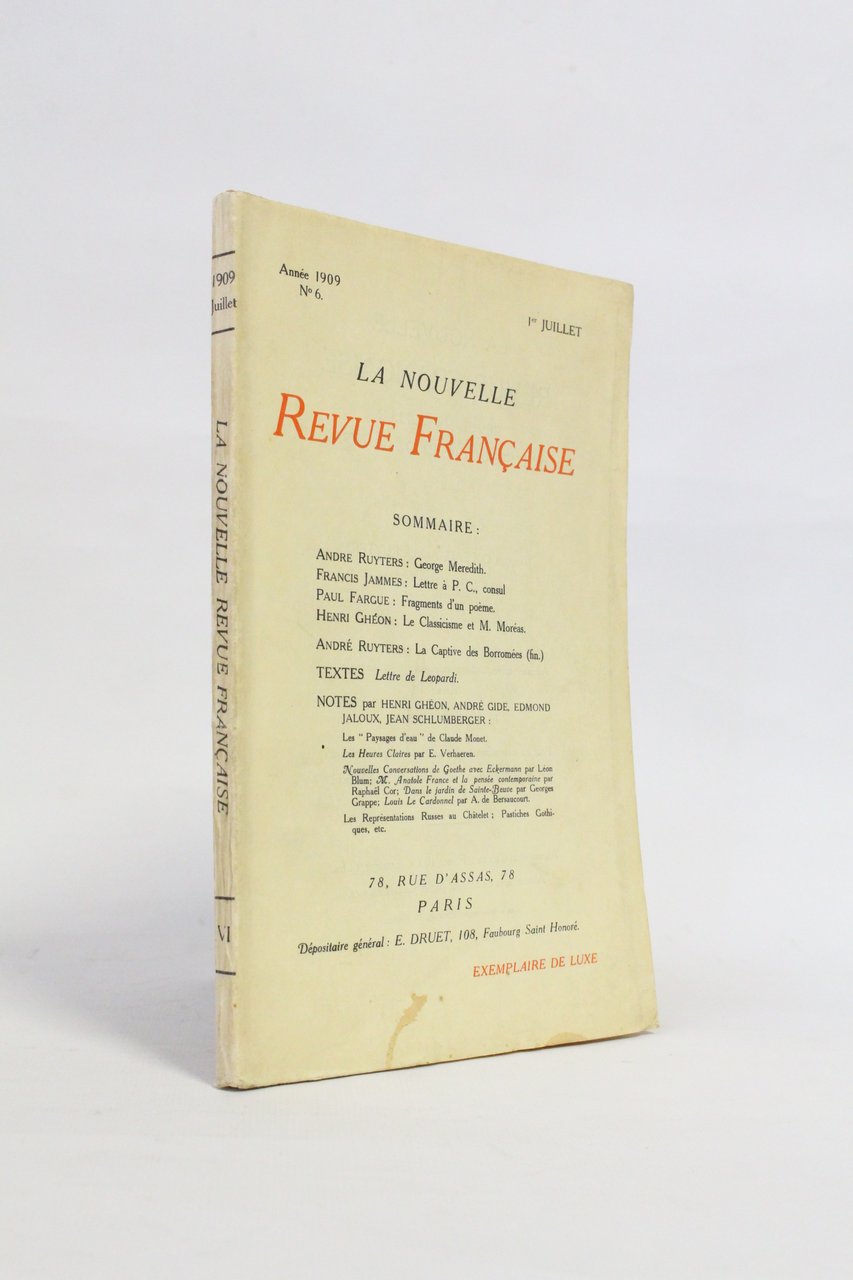 1909
Juillet
LA NOUVELLE REVUE FRANÇAISE
VI
Année 1909
No 6.
1er JUILLET
LA NOUVELLE
REVUE FRANÇAISE
SOMMAIRE :
ANDRE RUYTERS : George Meredith.
FRANCIS JAMMES : Lettre à P. C., consul
PAUL FARGUE : Fragments d'un poème.
HENRI GHÉON : Le Classicisme et M. Moréas.
ANDRÉ RUYTERS : La Captive des Borromées (fin.)
TEXTES Lettre de Leopardi.
NOTES par HENRI GHÉON, ANDRÉ GIDE, EDMOND
JALOUX, JEAN SCHLUMBERGER :
Les " Paysages d'eau " de Claude Monet.
Les Heures Claires par E. Verhaeren.
Nouvelles Conversations de Goethe avec Eckermann par Léon
Blum; M. Anatole France et la pensée contemporaine par
Raphaël Cor; Dans le jardin de Sainte-Beuve par Georges
Grappe; Louis Le Cardonnel par A. de Bersaucourt.
Les Représentations Russes au Châtelet ; Pastiches Gothi-
ques, etc.
78, RUE D'ASSAS, 78
PARIS
Dépositaire général : E. DRUET, 108, Faubourg Saint Honoré.
EXEMPLAIRE DE LUXE